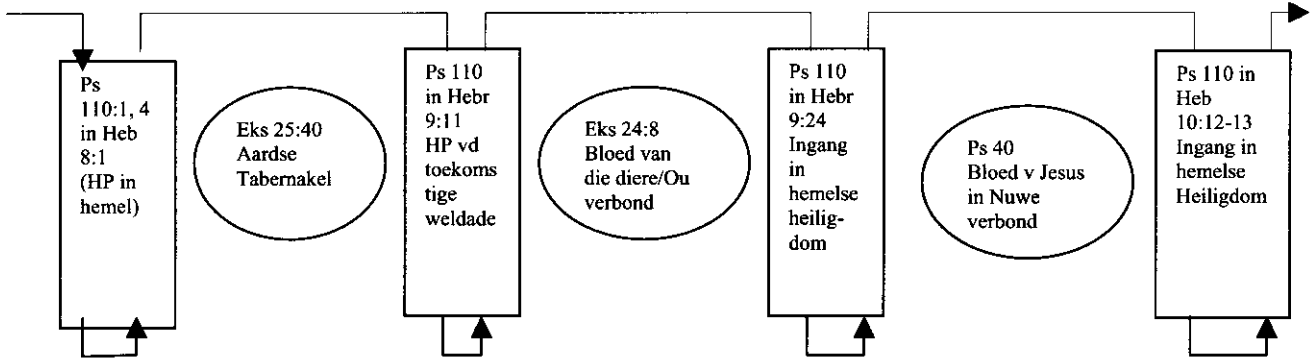 Ps
110:1, 4
in Heb
8:1
(HP in
hemel)
Eks 25:40
Aardse
Tabernakel
Ps 110
in Hebr
9:11
HP vd
toekoms
tige
weldade
Eks 24:8
Bloed van
die diere/Ou
verbond
Ps 110
in Hebr
9:24
Ingang
in
hemelse
heilig-
dom
Ps 40
Bloed v Jesus
in Nuwe
verbond
Ps 110 in
Heb
10:12-13
Ingang in
hemelse
Heiligdom